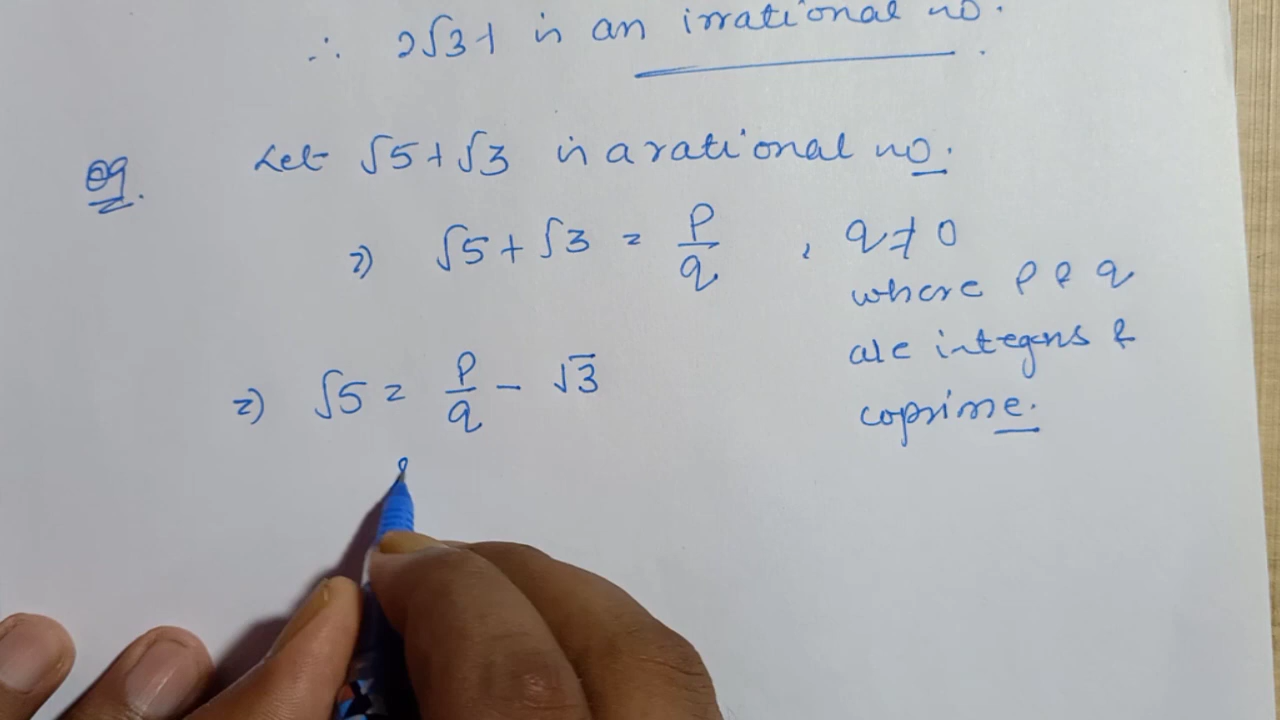 ∴ 2√3-1 is an irrational no.
Q9. Let √5+√3 is a rational no.
⇒ √5+√3 = p/q , q≠0
where p & q
are integers &
coprime.
⇒ √5 = p/q - √3